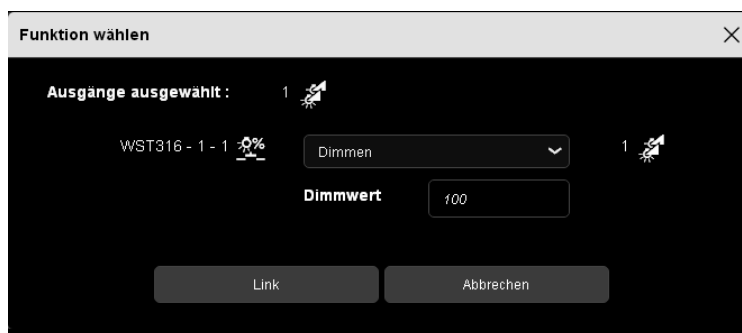 Funktion wählen
Ausgänge ausgewählt : 1
WST316 - 1 - 1 % Dimmen 1
Dimmwert 100
Link Abbrechen